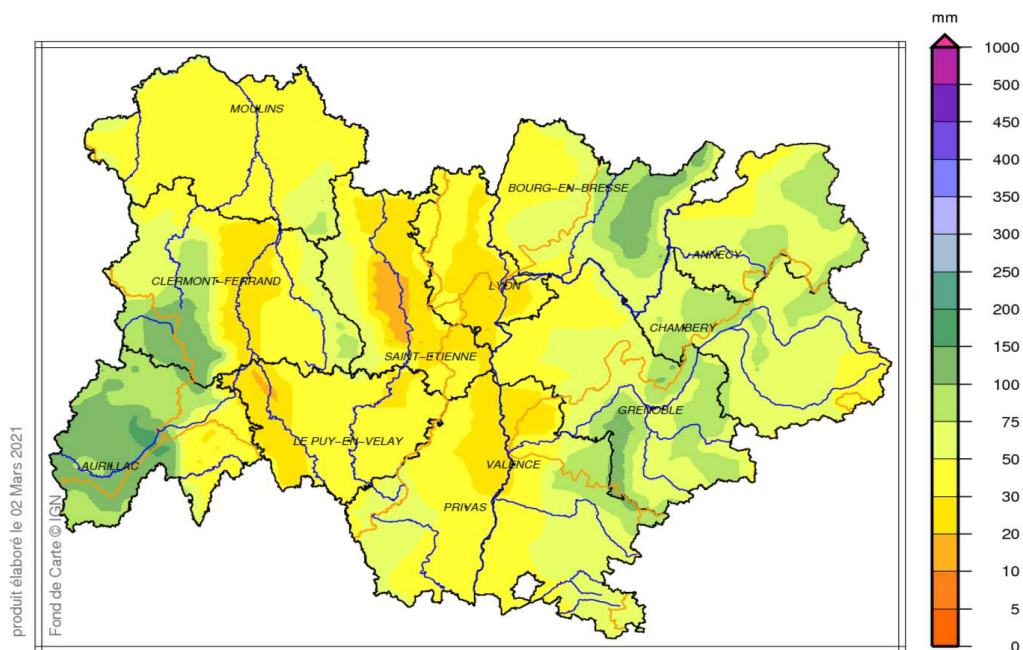 mm
1000
500
450
400
350
300
250
200
150
100
75
50
30
20
10
5
0
MOULINS
BOURG-EN-BRESSE
ANNECY
CLERMONT-FERRAND
LYON
CHAMBERY
SAINT-ETIENNE
GRENOBLE
LE PUY-EN-VELAY
AURILLAC
VALENCE
PRIVAS
produit élaboré le 02 Mars 2021
Fond de Carte © IGN